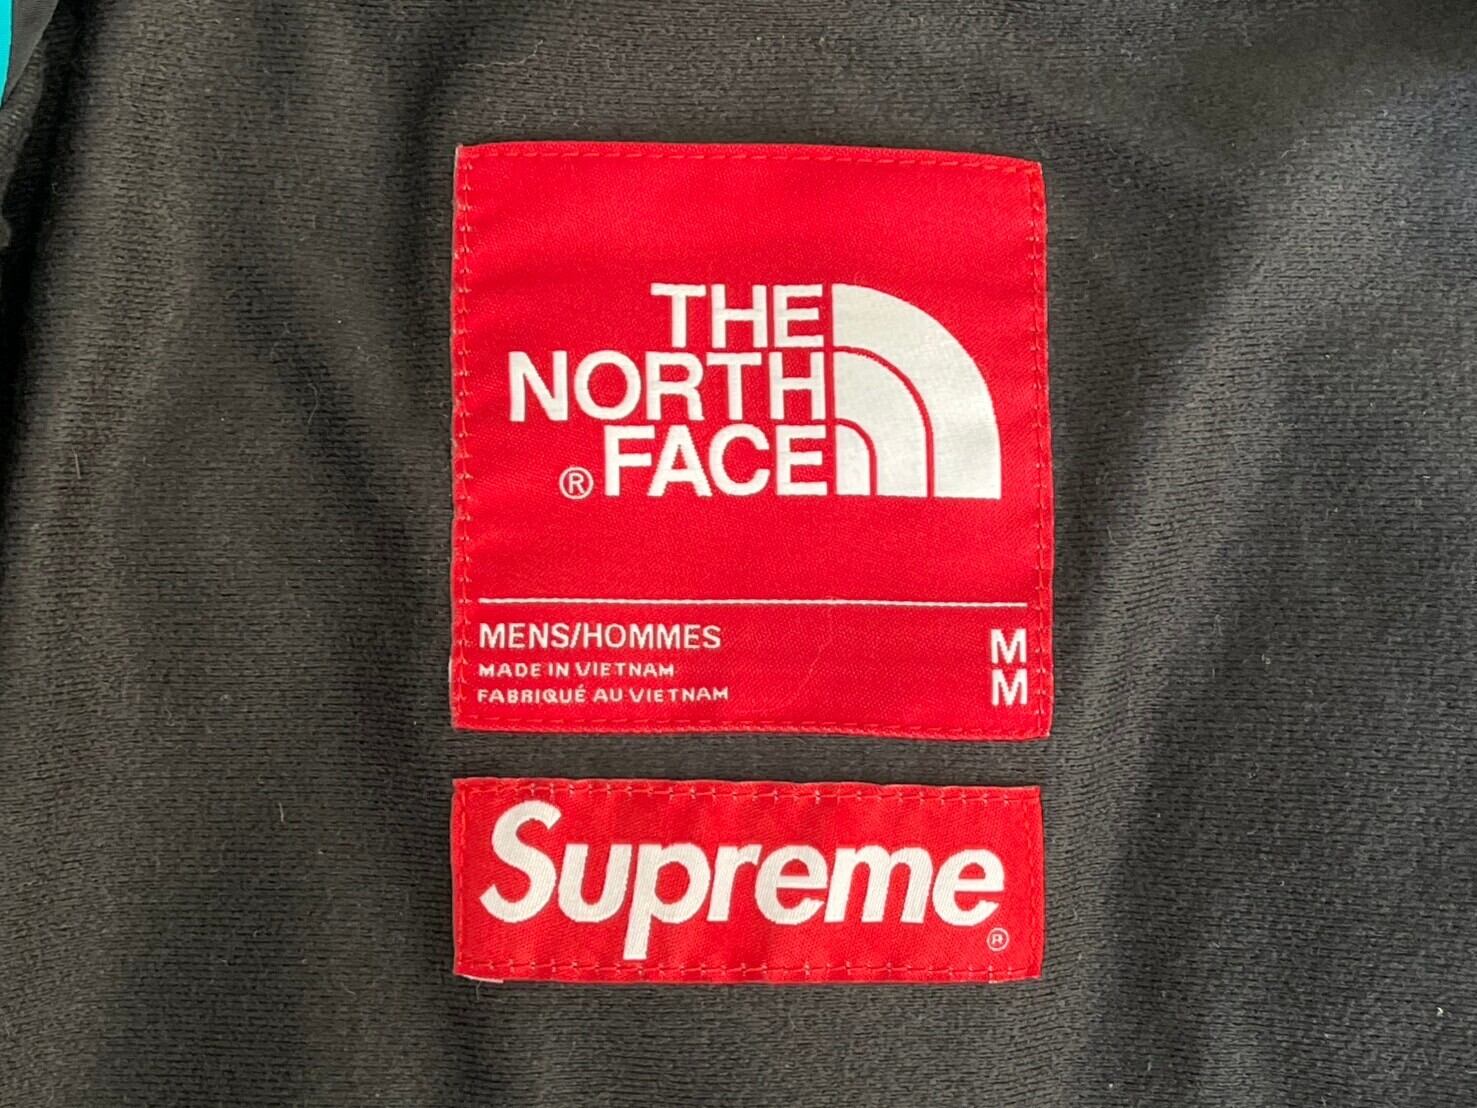 THE
NORTH
® FACE
MENS/HOMMES M
MADE IN VIETNAM
FABRIQUÉ AU VIETNAM M
Supreme
®